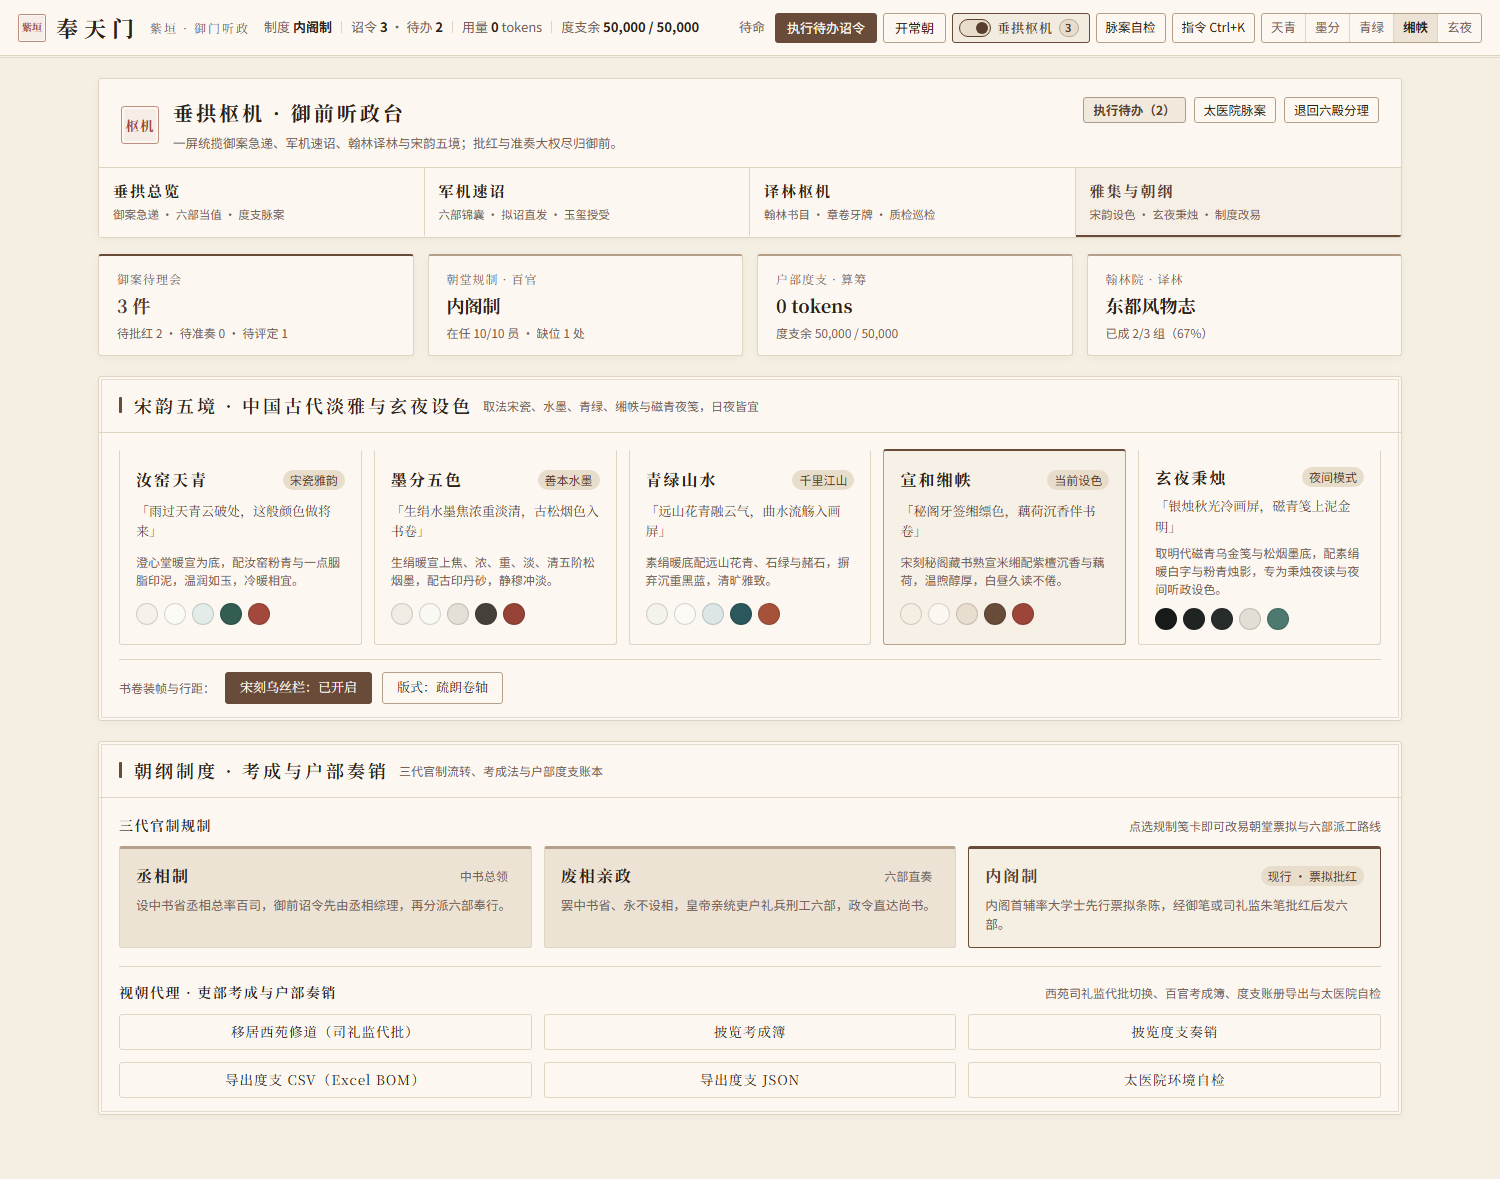 紫垣 奉天门 紫垣 · 御门听政 制度 内阁制 诏令 3 · 待办 2 用量 0 tokens 度支余 50,000 / 50,000 待命 执行待办诏令 开常朝 垂拱枢机 3 脉案自检 指令 Ctrl+K 天青 墨分 青绿 缃帙 玄夜
枢机 垂拱枢机 · 御前听政台 执行待办（2） 太医院脉案 退回六殿分理
一屏统揽御案急递、军机速诏、翰林译林与宋韵五境；批红与准奏大权尽归御前。
垂拱总览 军机速诏 译林枢机 雅集与朝纲
御案急递 · 六部当值 · 度支脉案 六部锦囊 · 拟诏直发 · 玉玺授受 翰林书目 · 章卷牙牌 · 质检巡检 宋韵设色 · 玄夜秉烛 · 制度改易
御案待理会 朝堂规制 · 百官 户部度支 · 算筹 翰林院 · 译林
3 件 内阁制 0 tokens 东都风物志
待批红 2 · 待准奏 0 · 待评定 1 在任 10/10 员 · 缺位 1 处 度支余 50,000 / 50,000 已成 2/3 组（67%）
宋韵五境 · 中国古代淡雅与玄夜设色 取法宋瓷、水墨、青绿、缃帙与磁青夜笺，日夜皆宜
汝窑天青 宋瓷雅韵
「雨过天青云破处，这般颜色做将
来」
澄心堂暖宣为底，配汝窑粉青与一点胭
脂印泥，温润如玉，冷暖相宜。
墨分五色 善本水墨
「生绢水墨焦浓重淡清，古松烟色入
书卷」
生绢暖宣上焦、浓、重、淡、清五阶松
烟墨，配古印丹砂，静穆冲淡。
青绿山水 千里江山
「远山花青融云气，曲水流觞入画
屏」
素绢暖底配远山花青、石绿与赭石，摒
弃沉重黑蓝，清旷雅致。
宣和缃帙 当前设色
「秘阁牙签缃缥色，藕荷沉香伴书
卷」
宋刻秘阁藏书熟宣米缃配紫檀沉香与藕
荷，温煦醇厚，白昼久读不倦。
玄夜秉烛 夜间模式
「银烛秋光冷画屏，磁青笺上泥金
明」
取明代磁青乌金笺与松烟墨底，配素绢
暖白字与粉青烛影，专为秉烛夜读与夜
间听政设色。
书卷装帧与行距： 宋刻乌丝栏：已开启 版式：疏朗卷轴
朝纲制度 · 考成与户部奏销 三代官制流转、考成法与户部度支账本
三代官制规制 点选规制笺卡即可改易朝堂票拟与六部派工路线
丞相制 中书总领
设中书省丞相总率百司，御前诏令先由丞相综理，再分派六部奉行。
废相亲政 六部直奏
罢中书省、永不设相，皇帝亲统吏户礼兵刑工六部，政令直达尚书。
内阁制 现行 · 票拟批红
内阁首辅率大学士先行票拟条陈，经御笔或司礼监朱笔批红后发六
部。
视朝代理 · 吏部考成与户部奏销 西苑司礼监代批切换、百官考成簿、度支账册导出与太医院自检
移居西苑修道（司礼监代批） 披览考成簿 披览度支奏销
导出度支 CSV（Excel BOM） 导出度支 JSON 太医院环境自检